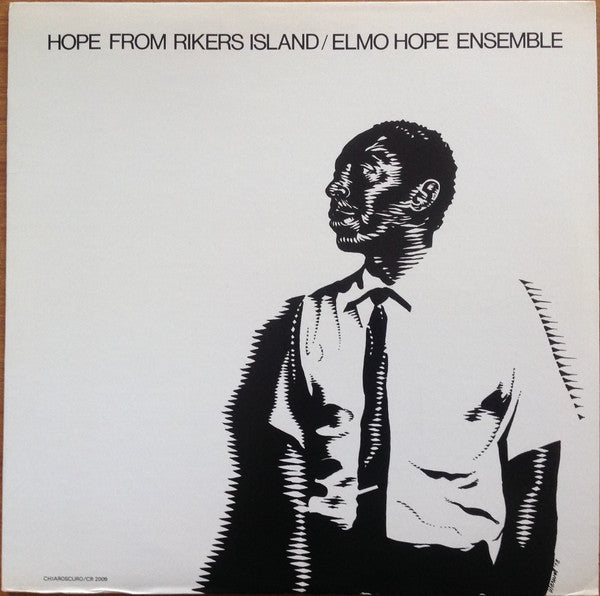 HOPE FROM RIKERS ISLAND/ELMO HOPE ENSEMBLE
CHIAROSCURO/CR 2009